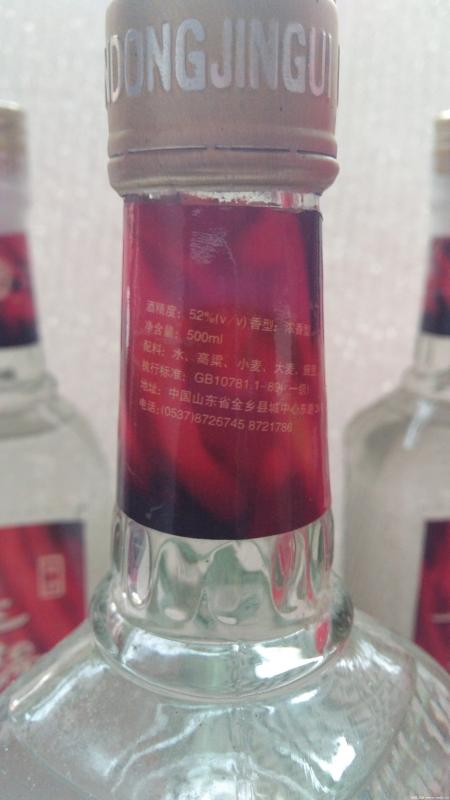 DONGJINGUI
酒精度：52%(v／v) 香型：浓香型
净含量：500ml
配料：水、高粱、小麦、大麦、豌豆
执行标准：GB10781.1-89(一级)
地址：中国山东省金乡县城中心东路
电话：(0537)8726745 8721786